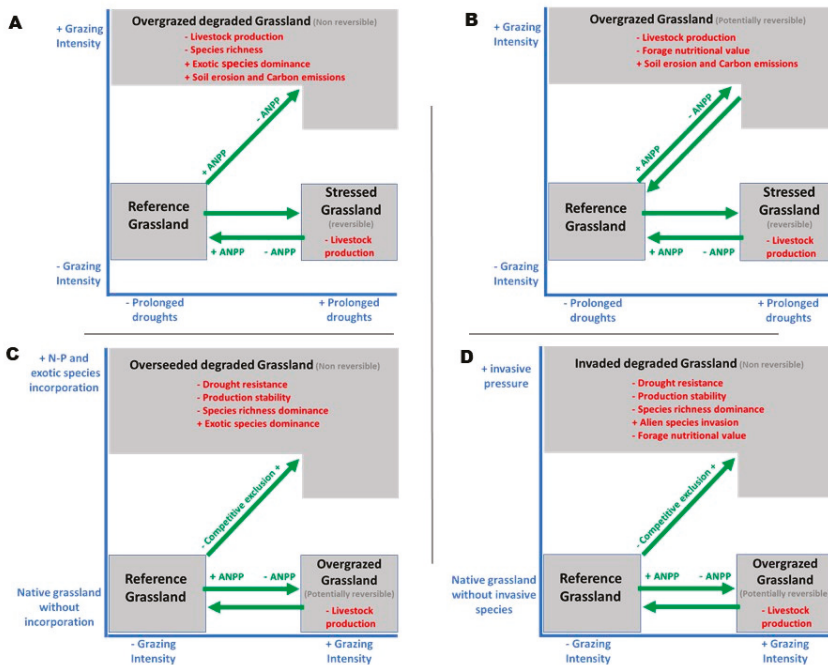 A
+ Grazing
Intensity
Overgrazed degraded Grassland (Non reversible)
- Livestock production
- Species richness
+ Exotic species dominance
+ Soil erosion and Carbon emissions
+ ANPP
- ANPP
Reference
Grassland
Stressed
Grassland
(reversible)
- Livestock
production
+ ANPP - ANPP
- Grazing
Intensity
- Prolonged
droughts
+ Prolonged
droughts
B
+ Grazing
Intensity
Overgrazed Grassland (Potentially reversible)
- Livestock production
- Forage nutritional value
+ Soil erosion and Carbon emissions
+ ANPP
- ANPP
Reference
Grassland
Stressed
Grassland
(reversible)
- Livestock
production
+ ANPP - ANPP
- Grazing
Intensity
- Prolonged
droughts
+ Prolonged
droughts
C
+ N-P and
exotic species
incorporation
Overseeded degraded Grassland (Non reversible)
- Drought resistance
- Production stability
- Species richness dominance
+ Exotic species dominance
- Competitive exclusion +
Reference
Grassland
+ ANPP - ANPP
Overgrazed
Grassland
(Potentially reversible)
- Livestock
production
Native grassland
without
incorporation
- Grazing
Intensity
+ Grazing
Intensity
D
+ invasive
pressure
Invaded degraded Grassland (Non reversible)
- Drought resistance
- Production stability
- Species richness dominance
+ Alien species invasion
- Forage nutritional value
- Competitive exclusion +
Reference
Grassland
+ ANPP - ANPP
Overgrazed
Grassland
(Potentially reversible)
- Livestock
production
Native grassland
without invasive
species
- Grazing
Intensity
+ Grazing
Intensity